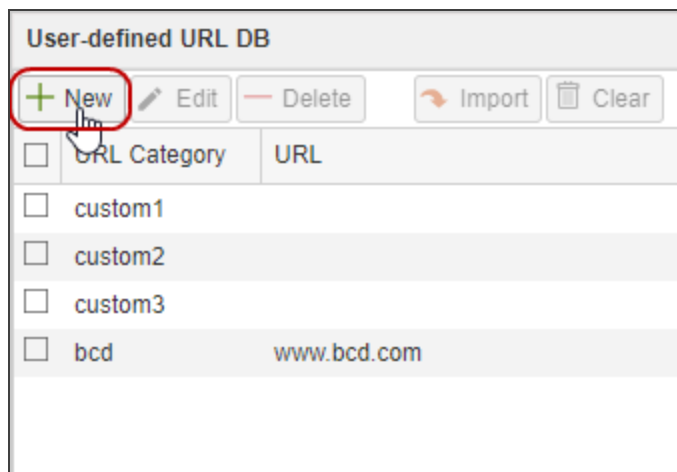 User-defined URL DB
New Edit Delete Import Clear
URL Category URL
custom1
custom2
custom3
bcd www.bcd.com